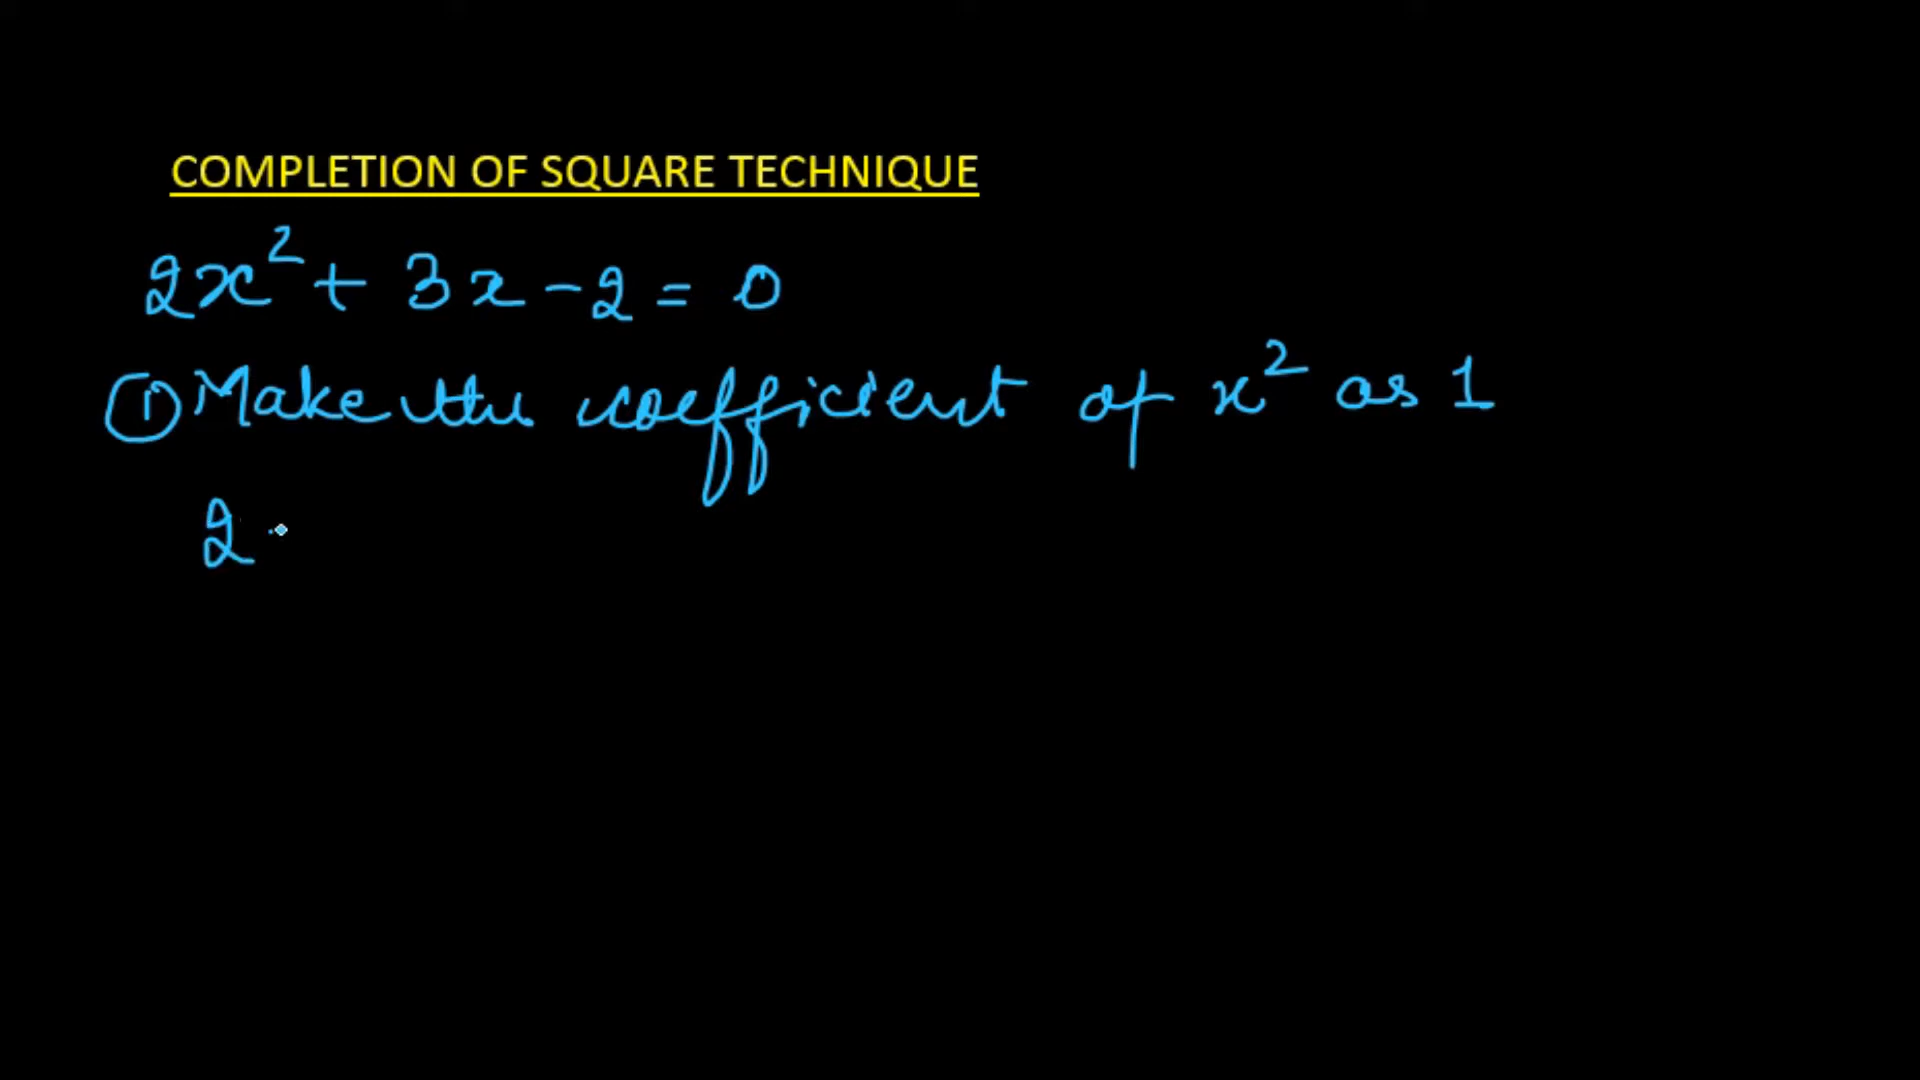 COMPLETION OF SQUARE TECHNIQUE
2x² + 3x - 2 = 0
① Make the coefficient of x² as 1
2